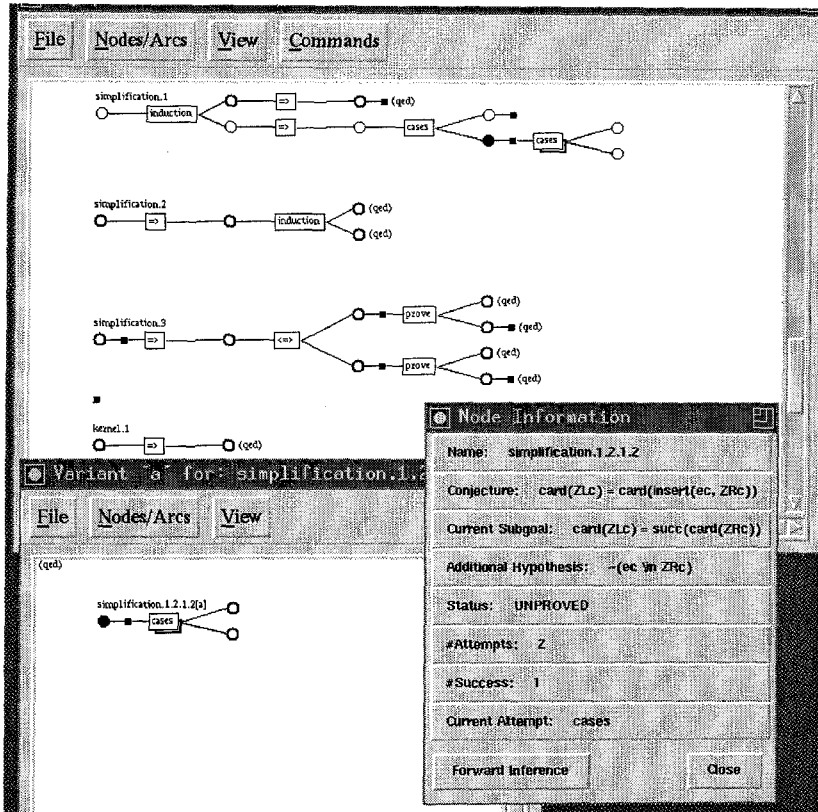 File Nodes/Arcs View Commands
simplification.1
induction => (qed)
=> cases cases
simplification.2
=> induction (qed)
(qed)
simplification.3
=> <=> prove (qed)
(qed)
prove (qed)
(qed)
kernel.1
=> (qed)
Variant "a" for: simplification.1.2
File Nodes/Arcs View
(qed)
simplification.1.2.1.2[a]
cases
Node Information
Name: simplification.1.2.1.2
Conjecture: card(ZLc) = card(insert(ec, ZRc))
Current Subgoal: card(ZLc) = succ(card(ZRc))
Additional Hypothesis: ~(ec \in ZRc)
Status: UNPROVED
#Attempts: 2
#Success: 1
Current Attempt: cases
Forward Inference Close